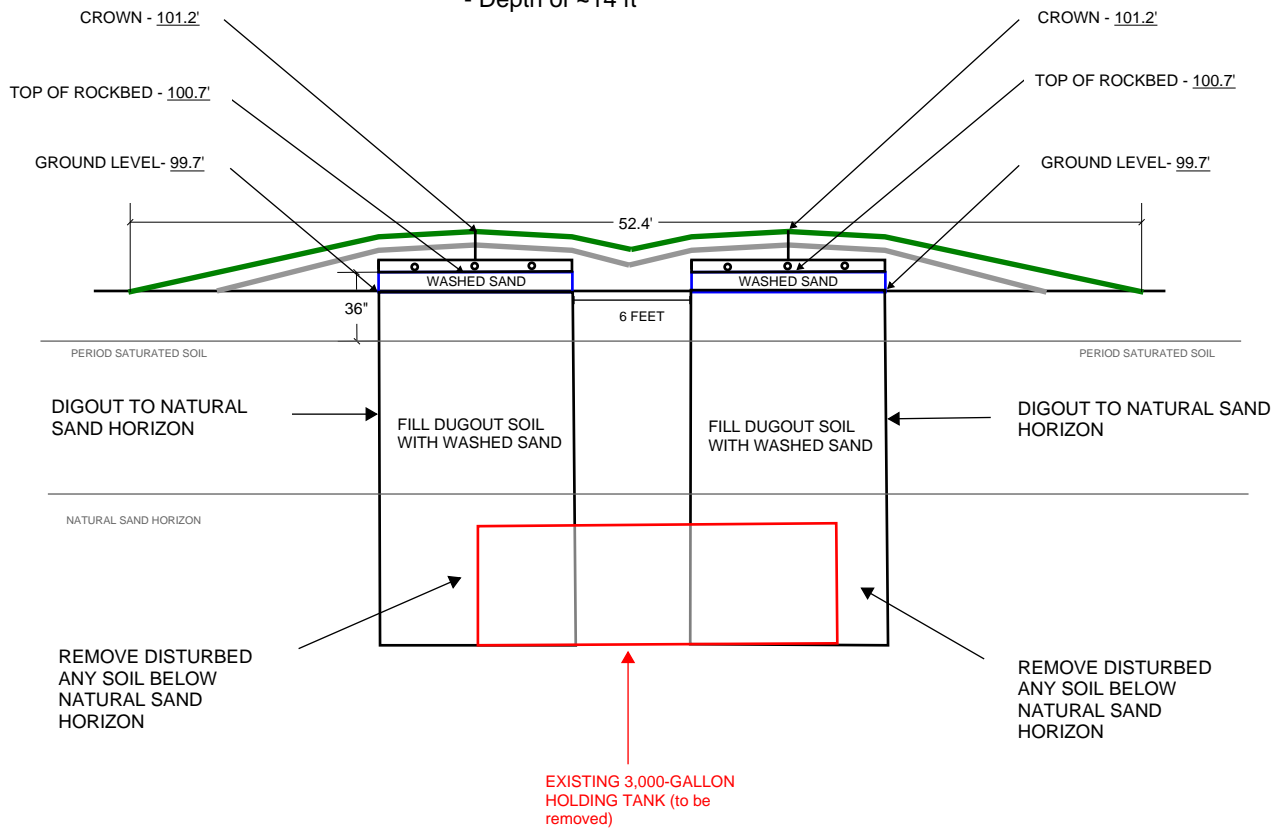 - Depth of ~14 ft
CROWN - 101.2'
CROWN - 101.2'
TOP OF ROCKBED - 100.7'
TOP OF ROCKBED - 100.7'
GROUND LEVEL- 99.7'
GROUND LEVEL- 99.7'
52.4'
WASHED SAND
WASHED SAND
36"
6 FEET
PERIOD SATURATED SOIL
PERIOD SATURATED SOIL
DIGOUT TO NATURAL
SAND HORIZON
FILL DUGOUT SOIL
WITH WASHED SAND
FILL DUGOUT SOIL
WITH WASHED SAND
DIGOUT TO NATURAL SAND
HORIZON
NATURAL SAND HORIZON
REMOVE DISTURBED
ANY SOIL BELOW
NATURAL SAND
HORIZON
REMOVE DISTURBED
ANY SOIL BELOW
NATURAL SAND
HORIZON
EXISTING 3,000-GALLON
HOLDING TANK (to be
removed)